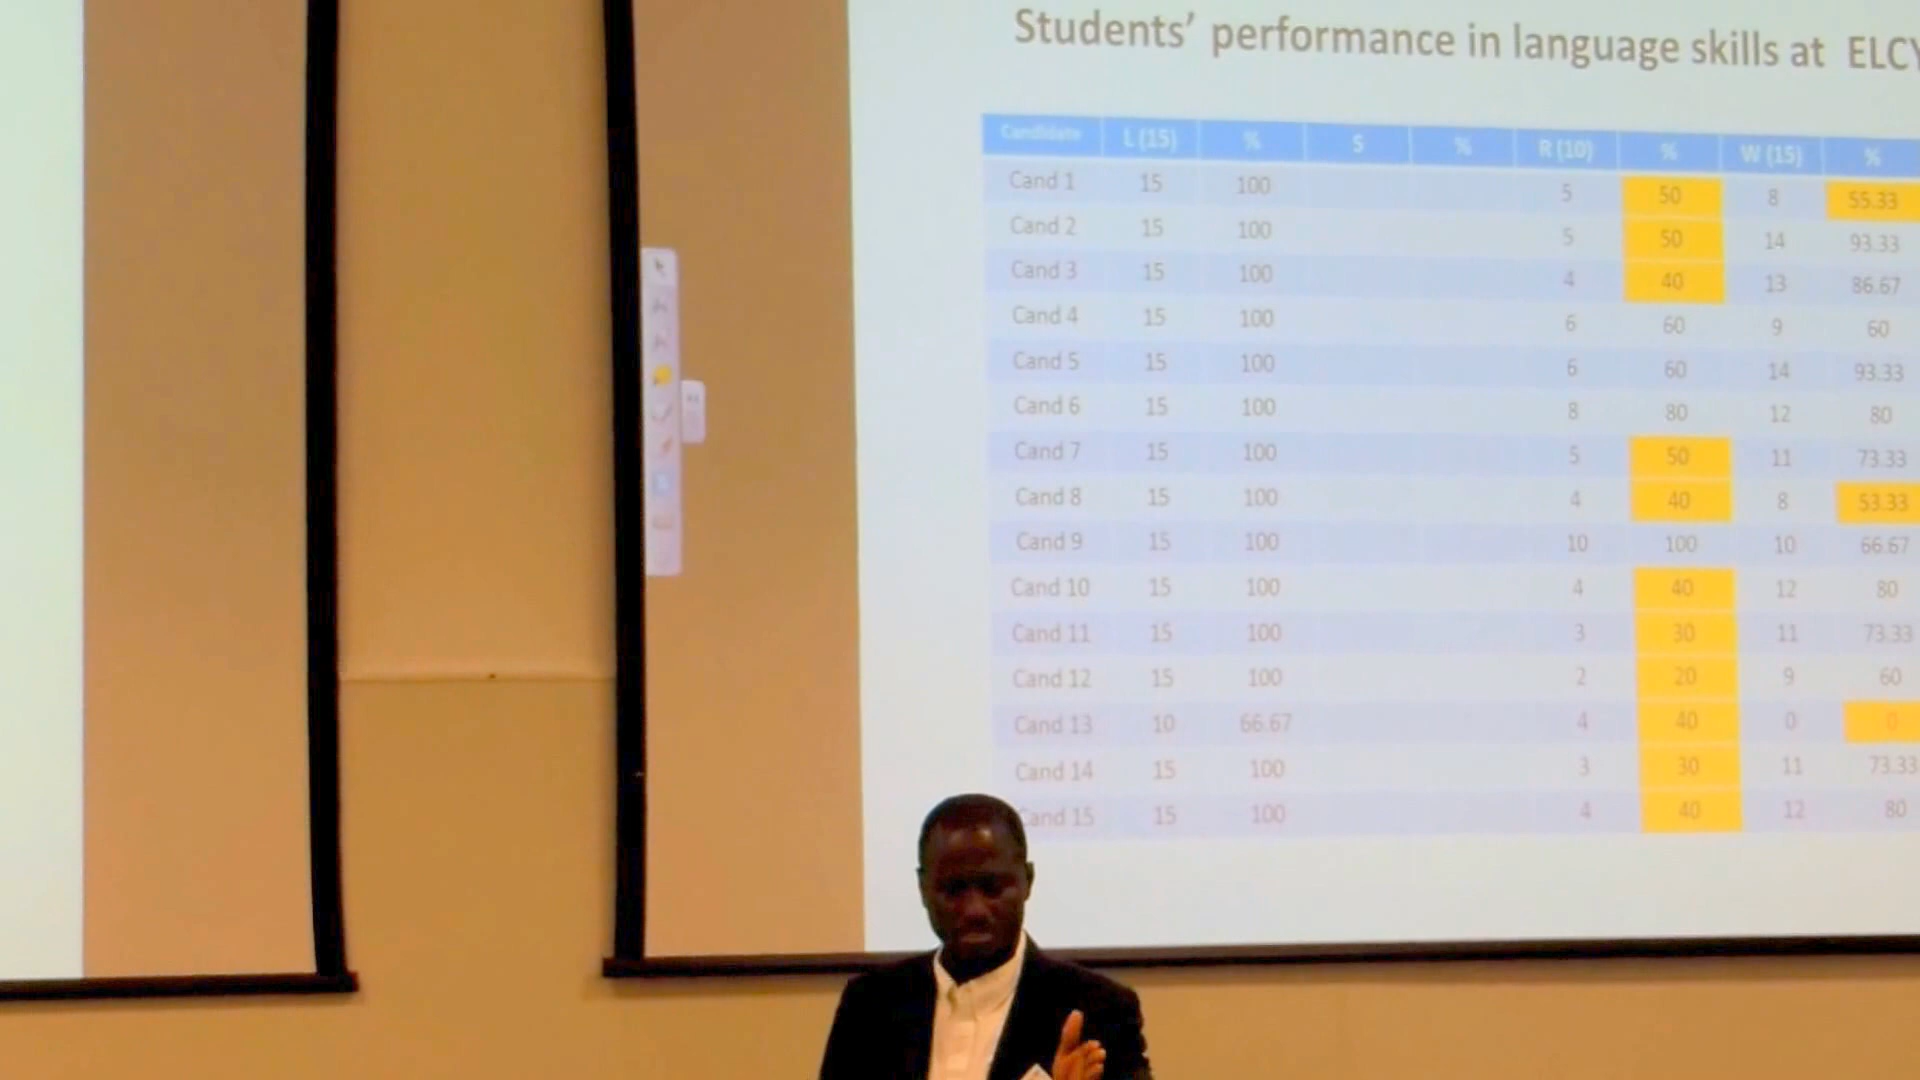 Students' performance in language skills at ELCY
Candidate L (15) % S % R (10) % W (15) %
Cand 1 15 100 5 50 8 55.33
Cand 2 15 100 5 50 14 93.33
Cand 3 15 100 4 40 13 86.67
Cand 4 15 100 6 60 9 60
Cand 5 15 100 6 60 14 93.33
Cand 6 15 100 8 80 12 80
Cand 7 15 100 5 50 11 73.33
Cand 8 15 100 4 40 8 53.33
Cand 9 15 100 10 100 10 66.67
Cand 10 15 100 4 40 12 80
Cand 11 15 100 3 30 11 73.33
Cand 12 15 100 2 20 9 60
Cand 13 10 66.67 4 40 0 0
Cand 14 15 100 3 30 11 73.33
Cand 15 15 100 4 40 12 80